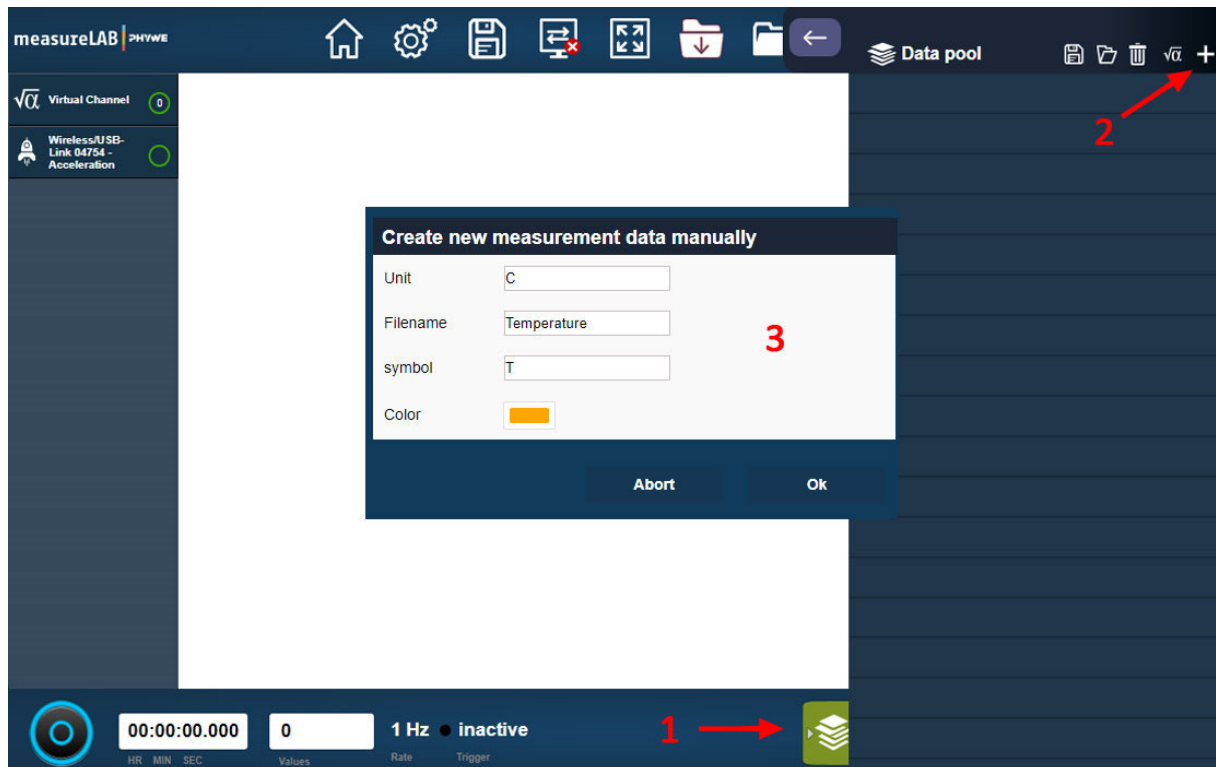 measureLAB PHYWE
Data pool
√α
2
√α Virtual Channel 0
Wireless/USB-
Link 04754 -
Acceleration
Create new measurement data manually
Unit C
Filename Temperature
3
symbol T
Color
Abort Ok
00:00:00.000 0 1 Hz inactive 1
HR MIN SEC Values Rate Trigger